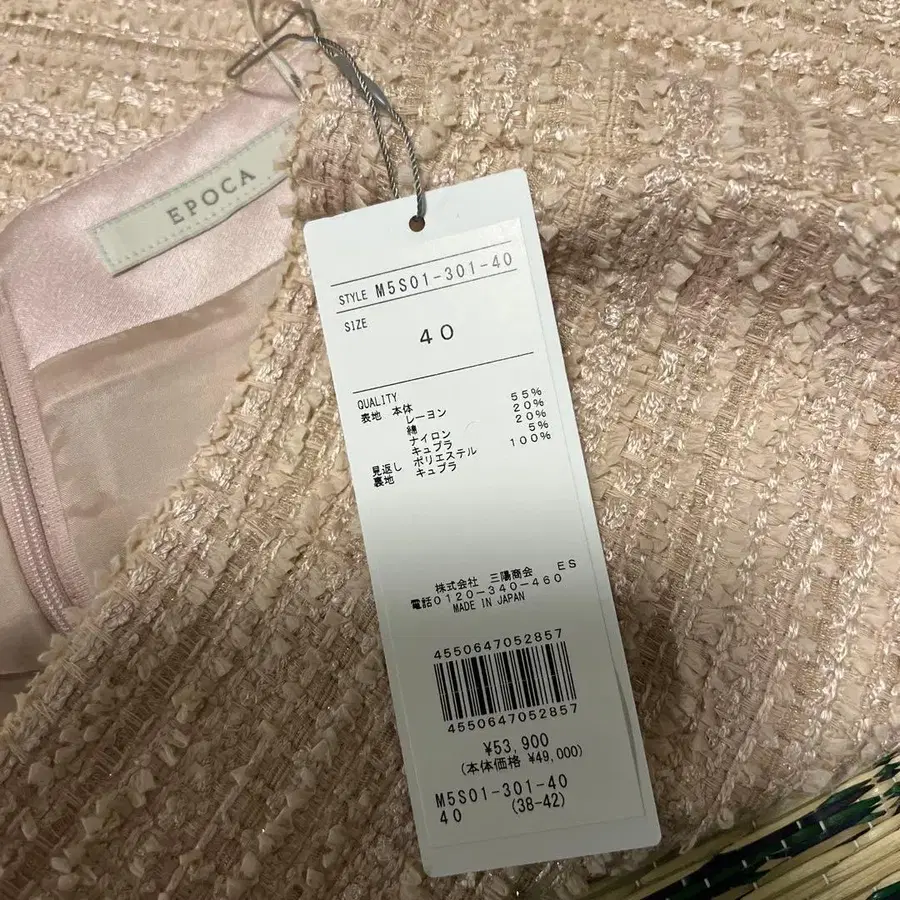 EPOCA
STYLE M5S01-301-40
SIZE
40
QUALITY
表地 本体
レーヨン 55%
綿 20%
ナイロン 20%
キュプラ 5%
見返し ポリエステル 100%
裏地 キュプラ
株式会社 三陽商会 ES
電話0120-340-460
MADE IN JAPAN
4550647052857
4550647052857
¥53,900
(本体価格 ¥49,000)
M5S01-301-40
40 (38-42)